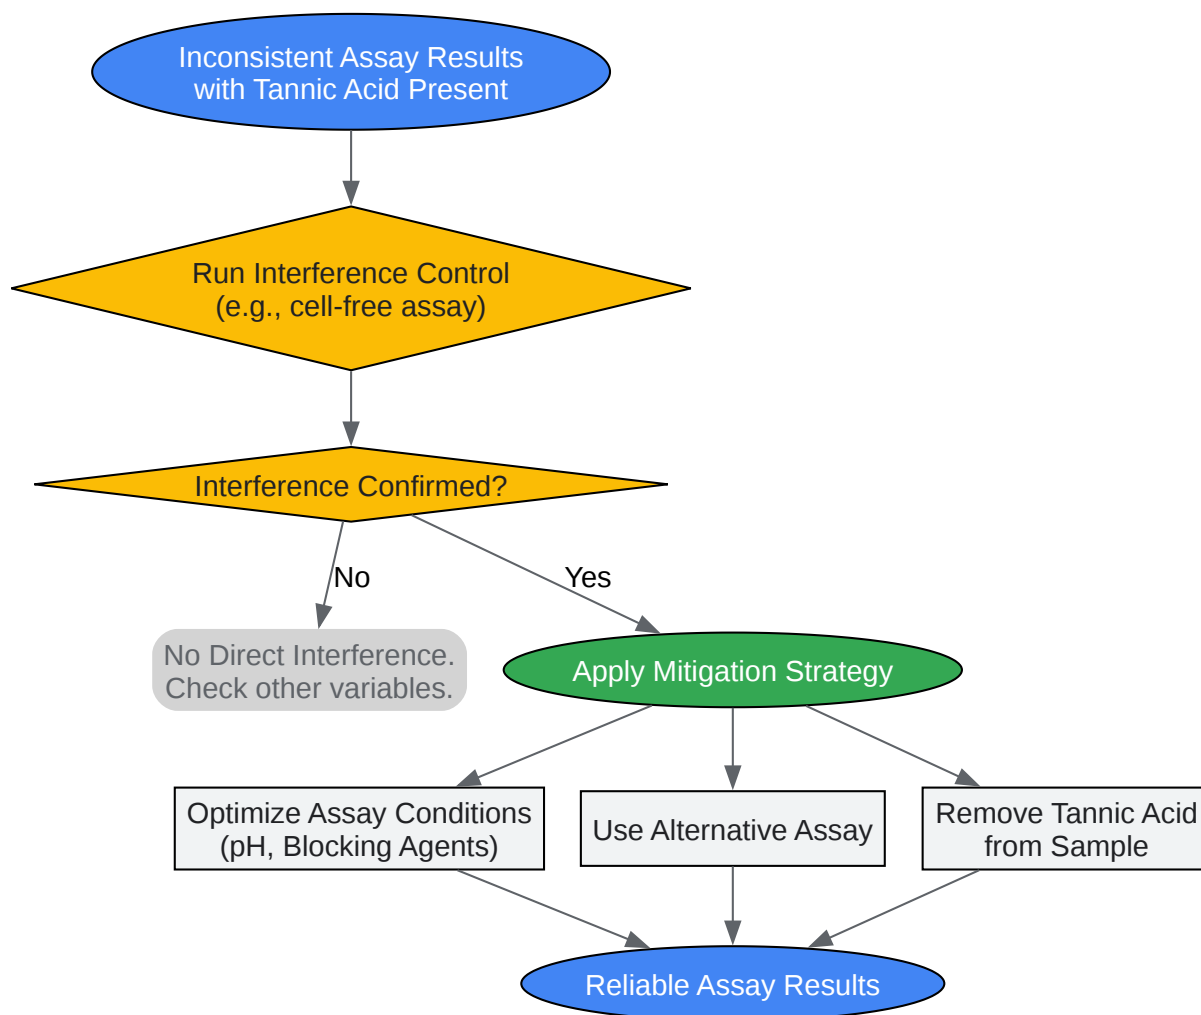 Inconsistent Assay Results
with Tannic Acid Present
Run Interference Control
(e.g., cell-free assay)
Interference Confirmed?
No
Yes
No Direct Interference.
Check other variables.
Apply Mitigation Strategy
Optimize Assay Conditions
(pH, Blocking Agents)
Use Alternative Assay
Remove Tannic Acid
from Sample
Reliable Assay Results